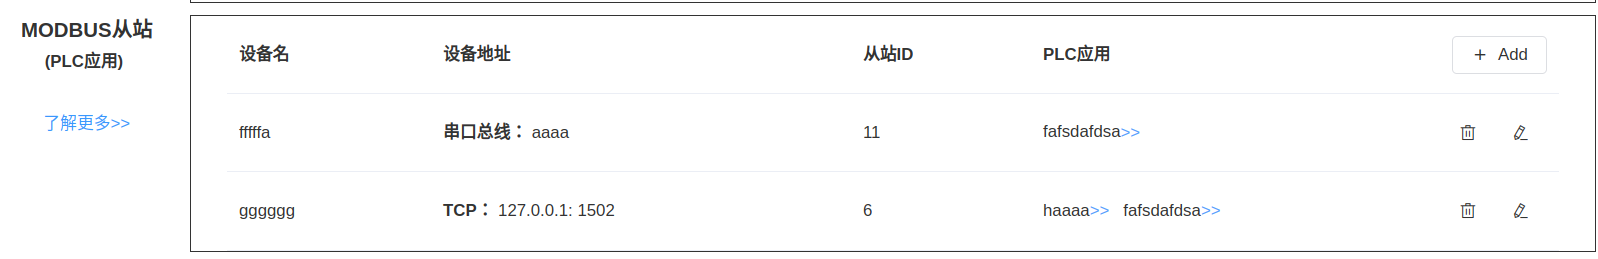 MODBUS从站
(PLC应用)
了解更多>>
设备名 设备地址 从站ID PLC应用 + Add
fffffa 串口总线： aaaa 11 fafsdafdsa>>
gggggg TCP： 127.0.0.1: 1502 6 haaaa>> fafsdafdsa>>